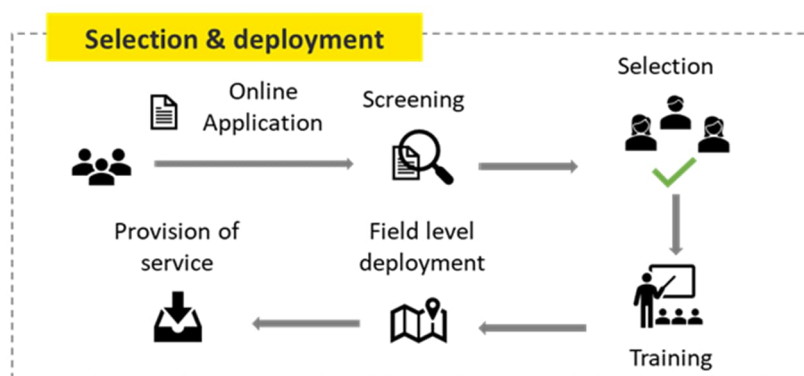 Selection & deployment
Online
Application
Screening
Selection
Provision of
service
Field level
deployment
Training